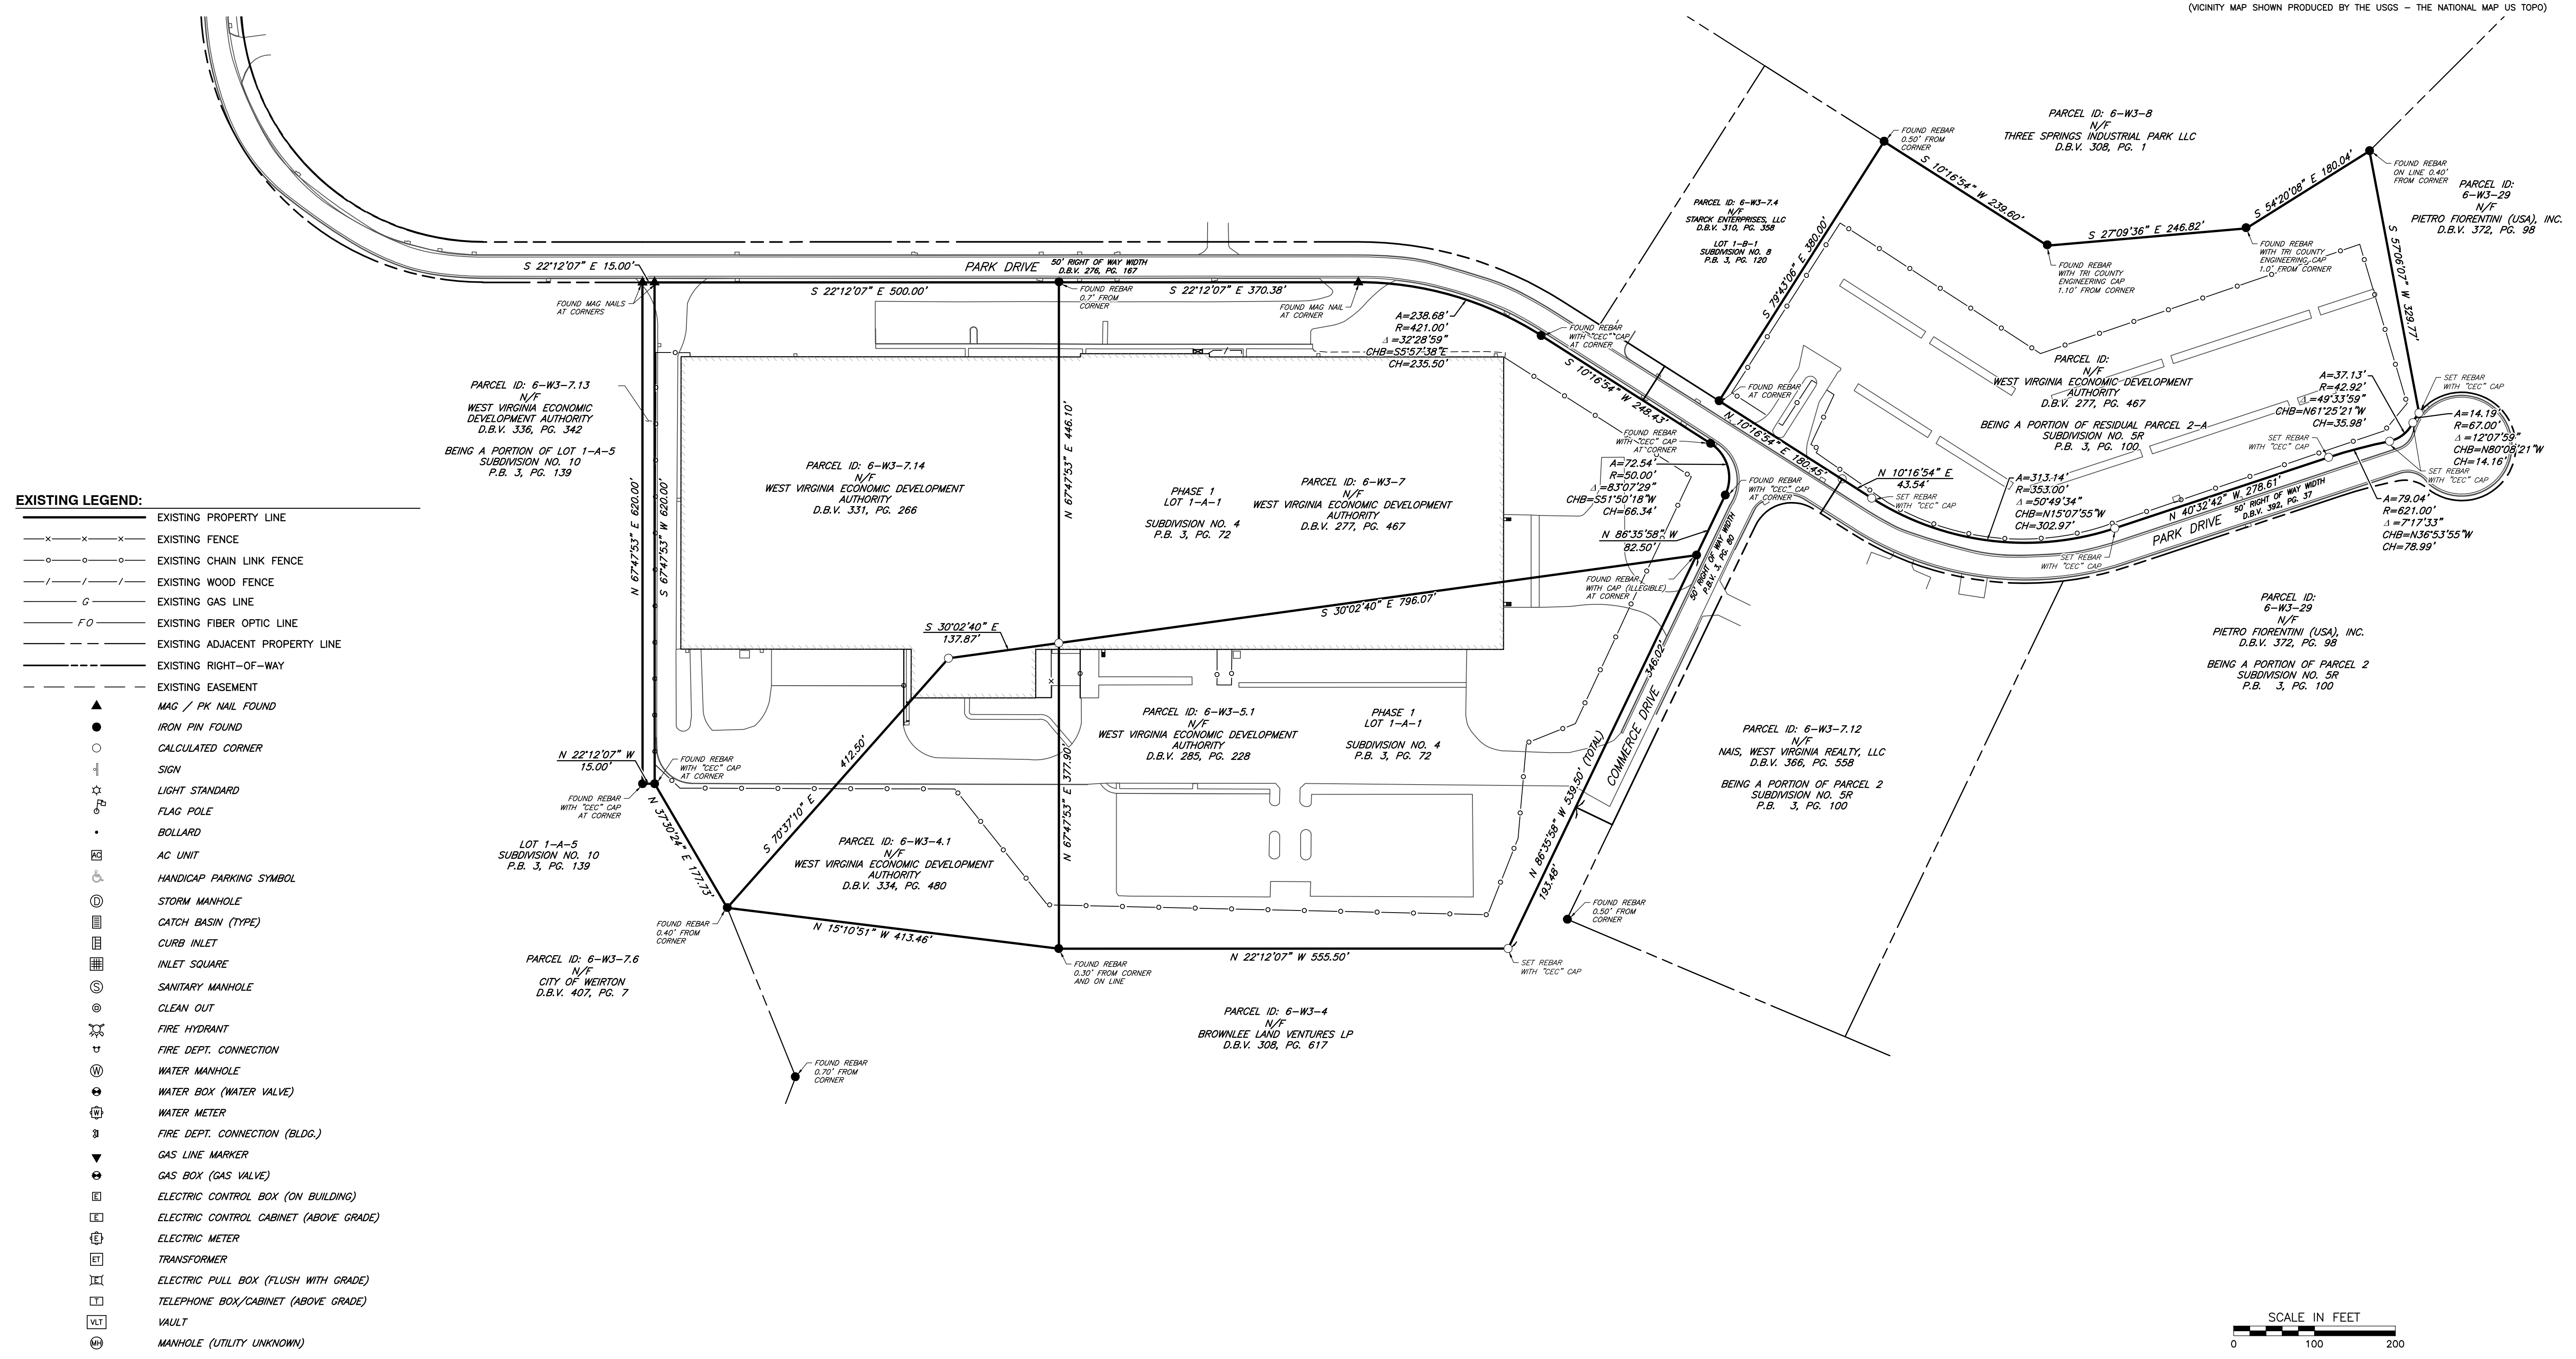 (VICINITY MAP SHOWN PRODUCED BY THE USGS – THE NATIONAL MAP US TOPO)
PARCEL ID: 6-W3-8
N/F
THREE SPRINGS INDUSTRIAL PARK LLC
D.B.V. 308, PG. 1
FOUND REBAR
0.50' FROM
CORNER
S 10°16'54" W 239.60'
S 27°09'36" E 246.82'
S 54°20'08" E 180.04'
FOUND REBAR
ON LINE 0.40'
FROM CORNER
PARCEL ID:
6-W3-29
N/F
PIETRO FIORENTINI (USA), INC.
D.B.V. 372, PG. 98
FOUND REBAR
WITH TRI COUNTY
ENGINEERING CAP
1.0' FROM CORNER
FOUND REBAR
WITH TRI COUNTY
ENGINEERING CAP
1.10' FROM CORNER
S 57°06'07" W 329.77'
PARCEL ID: 6-W3-7.4
N/F
STARCK ENTERPRISES, LLC
D.B.V. 310, PG. 358
LOT 1-B-1
SUBDIVISION NO. 8
P.B. 3, PG. 120
S 79°43'06" E 380.00'
S 22°12'07" E 15.00'
PARK DRIVE
50' RIGHT OF WAY WIDTH
D.B.V. 276, PG. 167
FOUND MAG NAILS
AT CORNERS
S 22°12'07" E 500.00'
FOUND REBAR
0.7' FROM
CORNER
S 22°12'07" E 370.38'
FOUND MAG NAIL
AT CORNER
A=238.68'
R=421.00'
Δ=32°28'59"
CHB=S5°57'38"E
CH=235.50'
FOUND REBAR
WITH "CEC" CAP
AT CORNER
S 10°16'54" W 248.43'
FOUND REBAR
AT CORNER
N 10°16'54" E 180.45'
FOUND REBAR
WITH "CEC" CAP
AT CORNER
PARCEL ID:
N/F
WEST VIRGINIA ECONOMIC DEVELOPMENT
AUTHORITY
D.B.V. 277, PG. 467
BEING A PORTION OF RESIDUAL PARCEL 2-A
SUBDIVISION NO. 5R
P.B. 3, PG. 100
A=37.13'
R=42.92'
Δ=49°33'59"
CHB=N61°25'21"W
CH=35.98'
SET REBAR
WITH "CEC" CAP
A=14.19'
R=67.00'
Δ=12°07'59"
CHB=N80°08'21"W
CH=14.16'
SET REBAR
WITH "CEC" CAP
SET REBAR
WITH "CEC" CAP
A=79.04'
R=621.00'
Δ=7°17'33"
CHB=N36°53'55"W
CH=78.99'
N 10°16'54" E
43.54'
SET REBAR
WITH "CEC" CAP
A=313.14'
R=353.00'
Δ=50°49'34"
CHB=N15°07'55"W
CH=302.97'
N 40°32'42" W 278.61'
PARK DRIVE
50' RIGHT OF WAY WIDTH
D.B.V. 392, PG. 37
SET REBAR
WITH "CEC" CAP
PARCEL ID:
6-W3-29
N/F
PIETRO FIORENTINI (USA), INC.
D.B.V. 372, PG. 98
BEING A PORTION OF PARCEL 2
SUBDIVISION NO. 5R
P.B. 3, PG. 100
PARCEL ID: 6-W3-7.13
N/F
WEST VIRGINIA ECONOMIC
DEVELOPMENT AUTHORITY
D.B.V. 336, PG. 342
BEING A PORTION OF LOT 1-A-5
SUBDIVISION NO. 10
P.B. 3, PG. 139
N 67°47'53" E 620.00'
S 67°47'53" W 620.00'
PARCEL ID: 6-W3-7.14
N/F
WEST VIRGINIA ECONOMIC DEVELOPMENT
AUTHORITY
D.B.V. 331, PG. 266
N 67°47'53" E 446.10'
PHASE 1
LOT 1-A-1
SUBDIVISION NO. 4
P.B. 3, PG. 72
PARCEL ID: 6-W3-7
N/F
WEST VIRGINIA ECONOMIC DEVELOPMENT
AUTHORITY
D.B.V. 277, PG. 467
A=72.54'
R=50.00'
Δ=83°07'29"
CHB=S51°50'18"W
CH=66.34'
FOUND REBAR
WITH "CEC" CAP
AT CORNER
N 86°35'58" W
82.50'
50' RIGHT OF WAY WIDTH
P.B.V. 3, PG. 80
FOUND REBAR
WITH CAP (ILLEGIBLE)
AT CORNER
S 30°02'40" E 796.07'
S 30°02'40" E
137.87'
346.02'
COMMERCE DRIVE
N 86°35'58" W 539.50' (TOTAL)
193.48'
PARCEL ID: 6-W3-5.1
N/F
WEST VIRGINIA ECONOMIC DEVELOPMENT
AUTHORITY
D.B.V. 285, PG. 228
PHASE 1
LOT 1-A-1
SUBDIVISION NO. 4
P.B. 3, PG. 72
PARCEL ID: 6-W3-7.12
N/F
NAIS, WEST VIRGINIA REALTY, LLC
D.B.V. 366, PG. 558
BEING A PORTION OF PARCEL 2
SUBDIVISION NO. 5R
P.B. 3, PG. 100
N 22°12'07" W
15.00'
FOUND REBAR
WITH "CEC" CAP
AT CORNER
FOUND REBAR
WITH "CEC" CAP
AT CORNER
N 37°30'24" E 177.73'
S 70°37'10" E
412.50'
N 67°47'53" E 377.90'
LOT 1-A-5
SUBDIVISION NO. 10
P.B. 3, PG. 139
PARCEL ID: 6-W3-4.1
N/F
WEST VIRGINIA ECONOMIC DEVELOPMENT
AUTHORITY
D.B.V. 334, PG. 480
FOUND REBAR
0.40' FROM
CORNER
N 15°10'51" W 413.46'
FOUND REBAR
0.30' FROM CORNER
AND ON LINE
N 22°12'07" W 555.50'
SET REBAR
WITH "CEC" CAP
FOUND REBAR
0.50' FROM
CORNER
PARCEL ID: 6-W3-7.6
N/F
CITY OF WEIRTON
D.B.V. 407, PG. 7
PARCEL ID: 6-W3-4
N/F
BROWNLEE LAND VENTURES LP
D.B.V. 308, PG. 617
FOUND REBAR
0.70' FROM
CORNER
EXISTING LEGEND:
EXISTING PROPERTY LINE
EXISTING FENCE
EXISTING CHAIN LINK FENCE
EXISTING WOOD FENCE
G EXISTING GAS LINE
FO EXISTING FIBER OPTIC LINE
EXISTING ADJACENT PROPERTY LINE
EXISTING RIGHT-OF-WAY
EXISTING EASEMENT
MAG / PK NAIL FOUND
IRON PIN FOUND
CALCULATED CORNER
SIGN
LIGHT STANDARD
FLAG POLE
BOLLARD
AC AC UNIT
HANDICAP PARKING SYMBOL
D STORM MANHOLE
CATCH BASIN (TYPE)
CURB INLET
INLET SQUARE
S SANITARY MANHOLE
CLEAN OUT
FIRE HYDRANT
FIRE DEPT. CONNECTION
W WATER MANHOLE
WATER BOX (WATER VALVE)
W WATER METER
FIRE DEPT. CONNECTION (BLDG.)
GAS LINE MARKER
GAS BOX (GAS VALVE)
E ELECTRIC CONTROL BOX (ON BUILDING)
E ELECTRIC CONTROL CABINET (ABOVE GRADE)
E ELECTRIC METER
ET TRANSFORMER
E ELECTRIC PULL BOX (FLUSH WITH GRADE)
T TELEPHONE BOX/CABINET (ABOVE GRADE)
VLT VAULT
MH MANHOLE (UTILITY UNKNOWN)
SCALE IN FEET
0 100 200